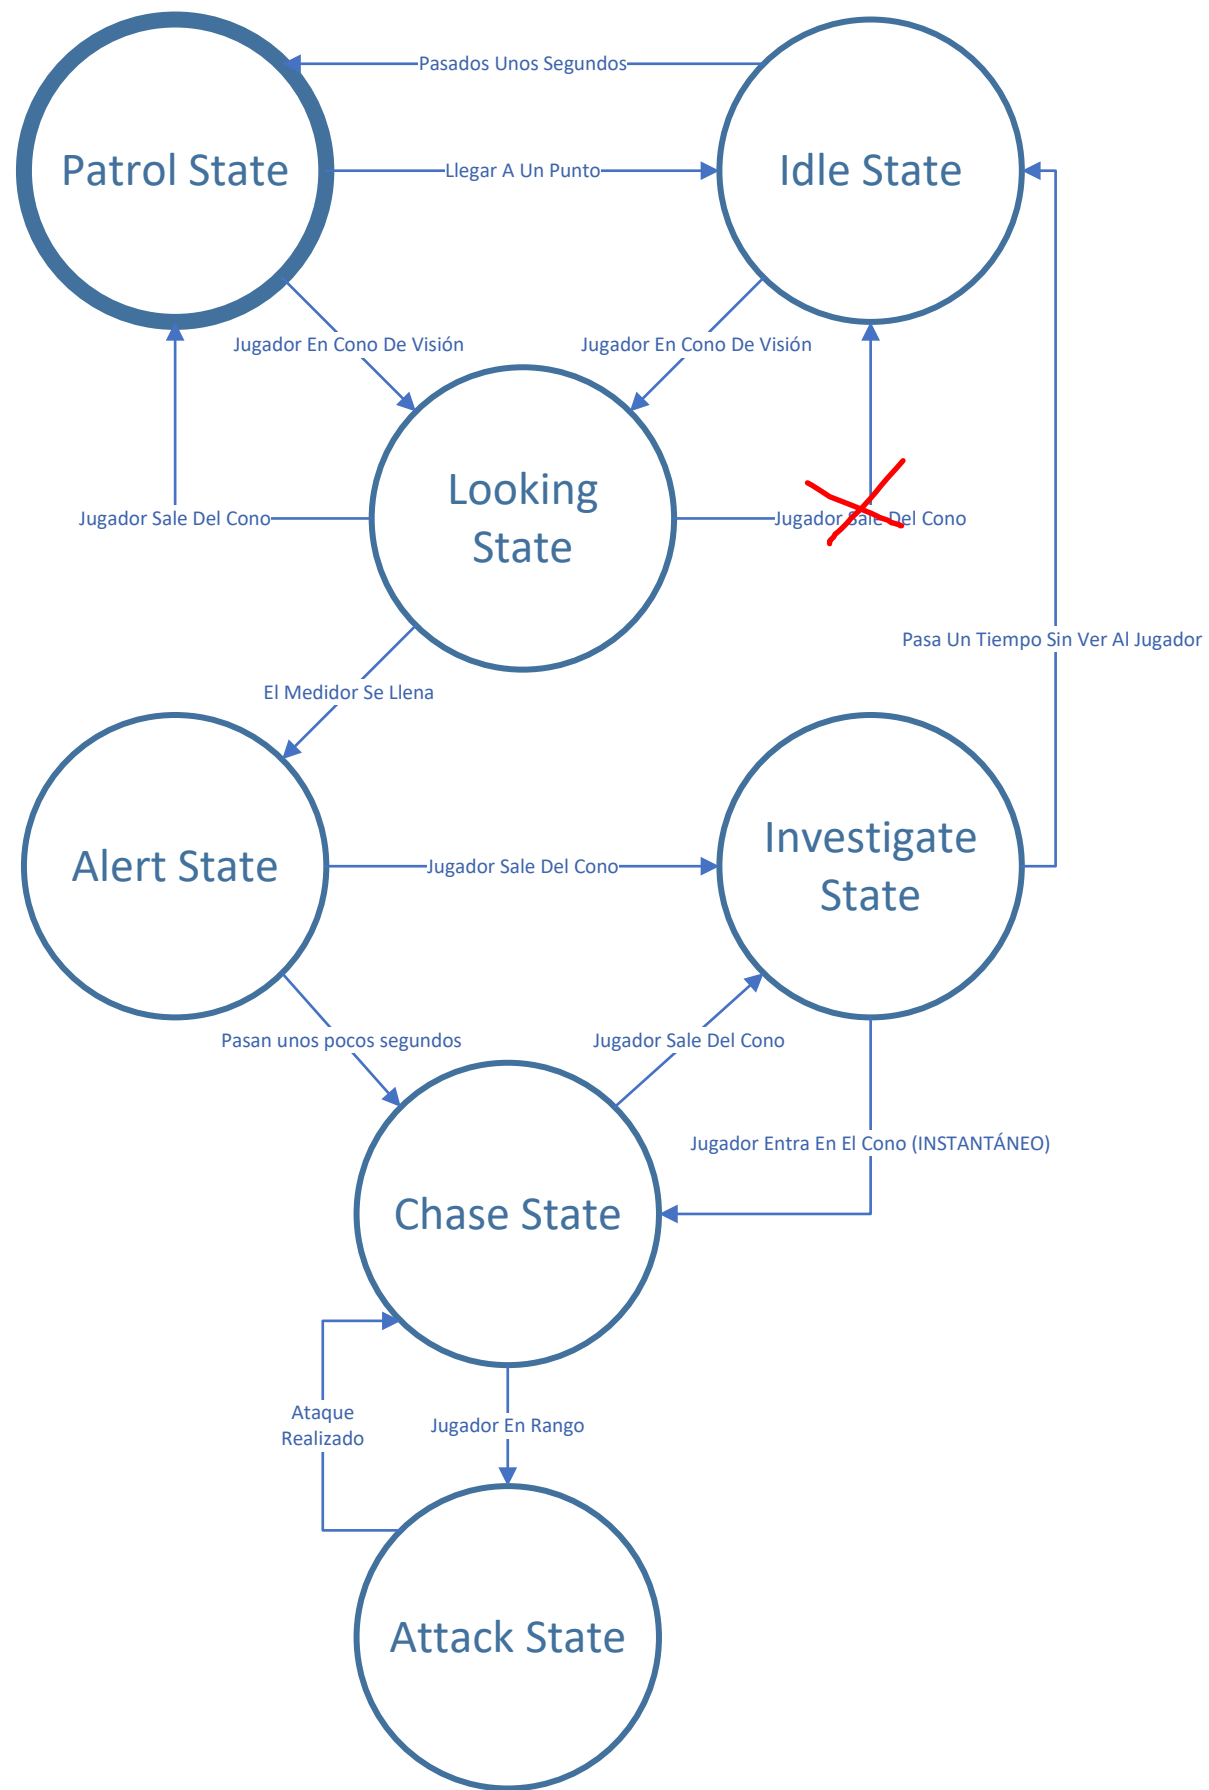 Pasados Unos Segundos
Patrol State
Llegar A Un Punto
Idle State
Jugador En Cono De Visión
Jugador En Cono De Visión
Looking
State
Jugador Sale Del Cono
Jugador Sale Del Cono
Pasa Un Tiempo Sin Ver Al Jugador
El Medidor Se Llena
Alert State
Jugador Sale Del Cono
Investigate
State
Pasan unos pocos segundos
Jugador Sale Del Cono
Jugador Entra En El Cono (INSTANTÁNEO)
Chase State
Ataque
Realizado
Jugador En Rango
Attack State